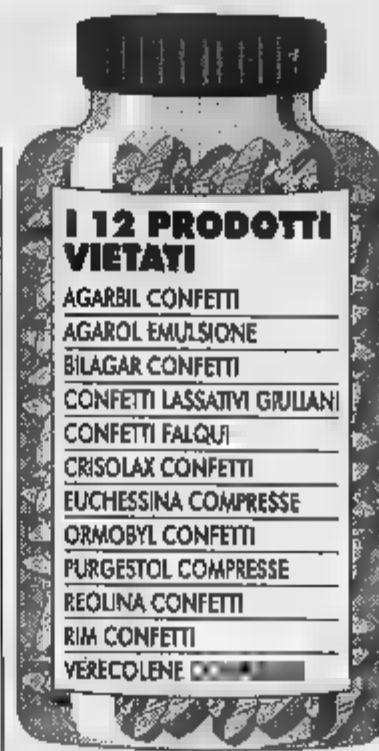 I 12 PRODOTTI
VIETATI
AGARBIL CONFETTI
AGAROL EMULSIONE
BILAGAR CONFETTI
CONFETTI LASSATIVI GIULIANI
CONFETTI FALQUI
CRISOLAX CONFETTI
EUCHESSINA COMPRESSE
ORMOBYL CONFETTI
PURGESTOL COMPRESSE
REOLINA CONFETTI
RIM CONFETTI
VERECOLENE